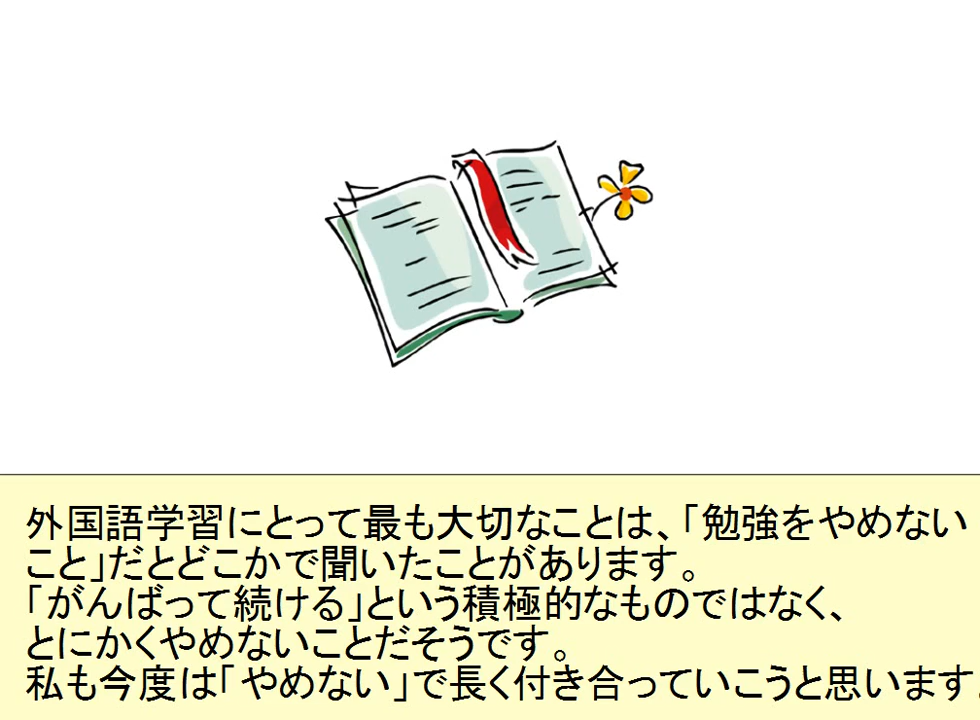 外国語学習にとって最も大切なことは、「勉強をやめない
こと」だとどこかで聞いたことがあります。
「がんばって続ける」という積極的なものではなく、
とにかくやめないことだそうです。
私も今度は「やめない」で長く付き合っていこうと思います。